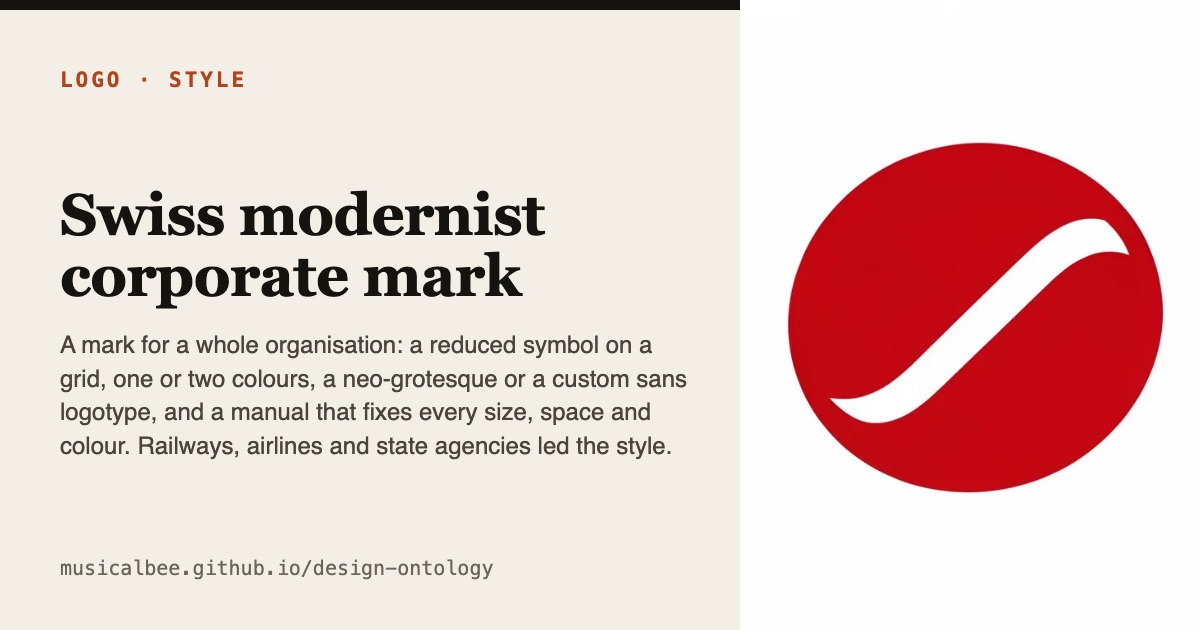 LOGO · STYLE
Swiss modernist
corporate mark
A mark for a whole organisation: a reduced symbol on a
grid, one or two colours, a neo-grotesque or a custom sans
logotype, and a manual that fixes every size, space and
colour. Railways, airlines and state agencies led the style.
musicalbee.github.io/design-ontology